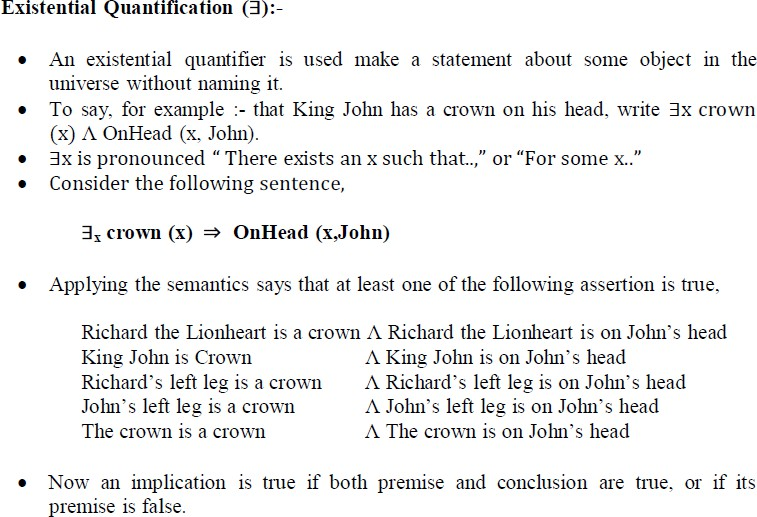 Existential Quantification (∃):-
• An existential quantifier is used make a statement about some object in the
universe without naming it.
• To say, for example :- that King John has a crown on his head, write ∃x crown
(x) Λ OnHead (x, John).
• ∃x is pronounced “ There exists an x such that..,” or “For some x..”
• Consider the following sentence,
∃x crown (x) ⇒ OnHead (x,John)
• Applying the semantics says that at least one of the following assertion is true,
Richard the Lionheart is a crown Λ Richard the Lionheart is on John’s head
King John is Crown Λ King John is on John’s head
Richard’s left leg is a crown Λ Richard’s left leg is on John’s head
John’s left leg is a crown Λ John’s left leg is on John’s head
The crown is a crown Λ The crown is on John’s head
• Now an implication is true if both premise and conclusion are true, or if its
premise is false.